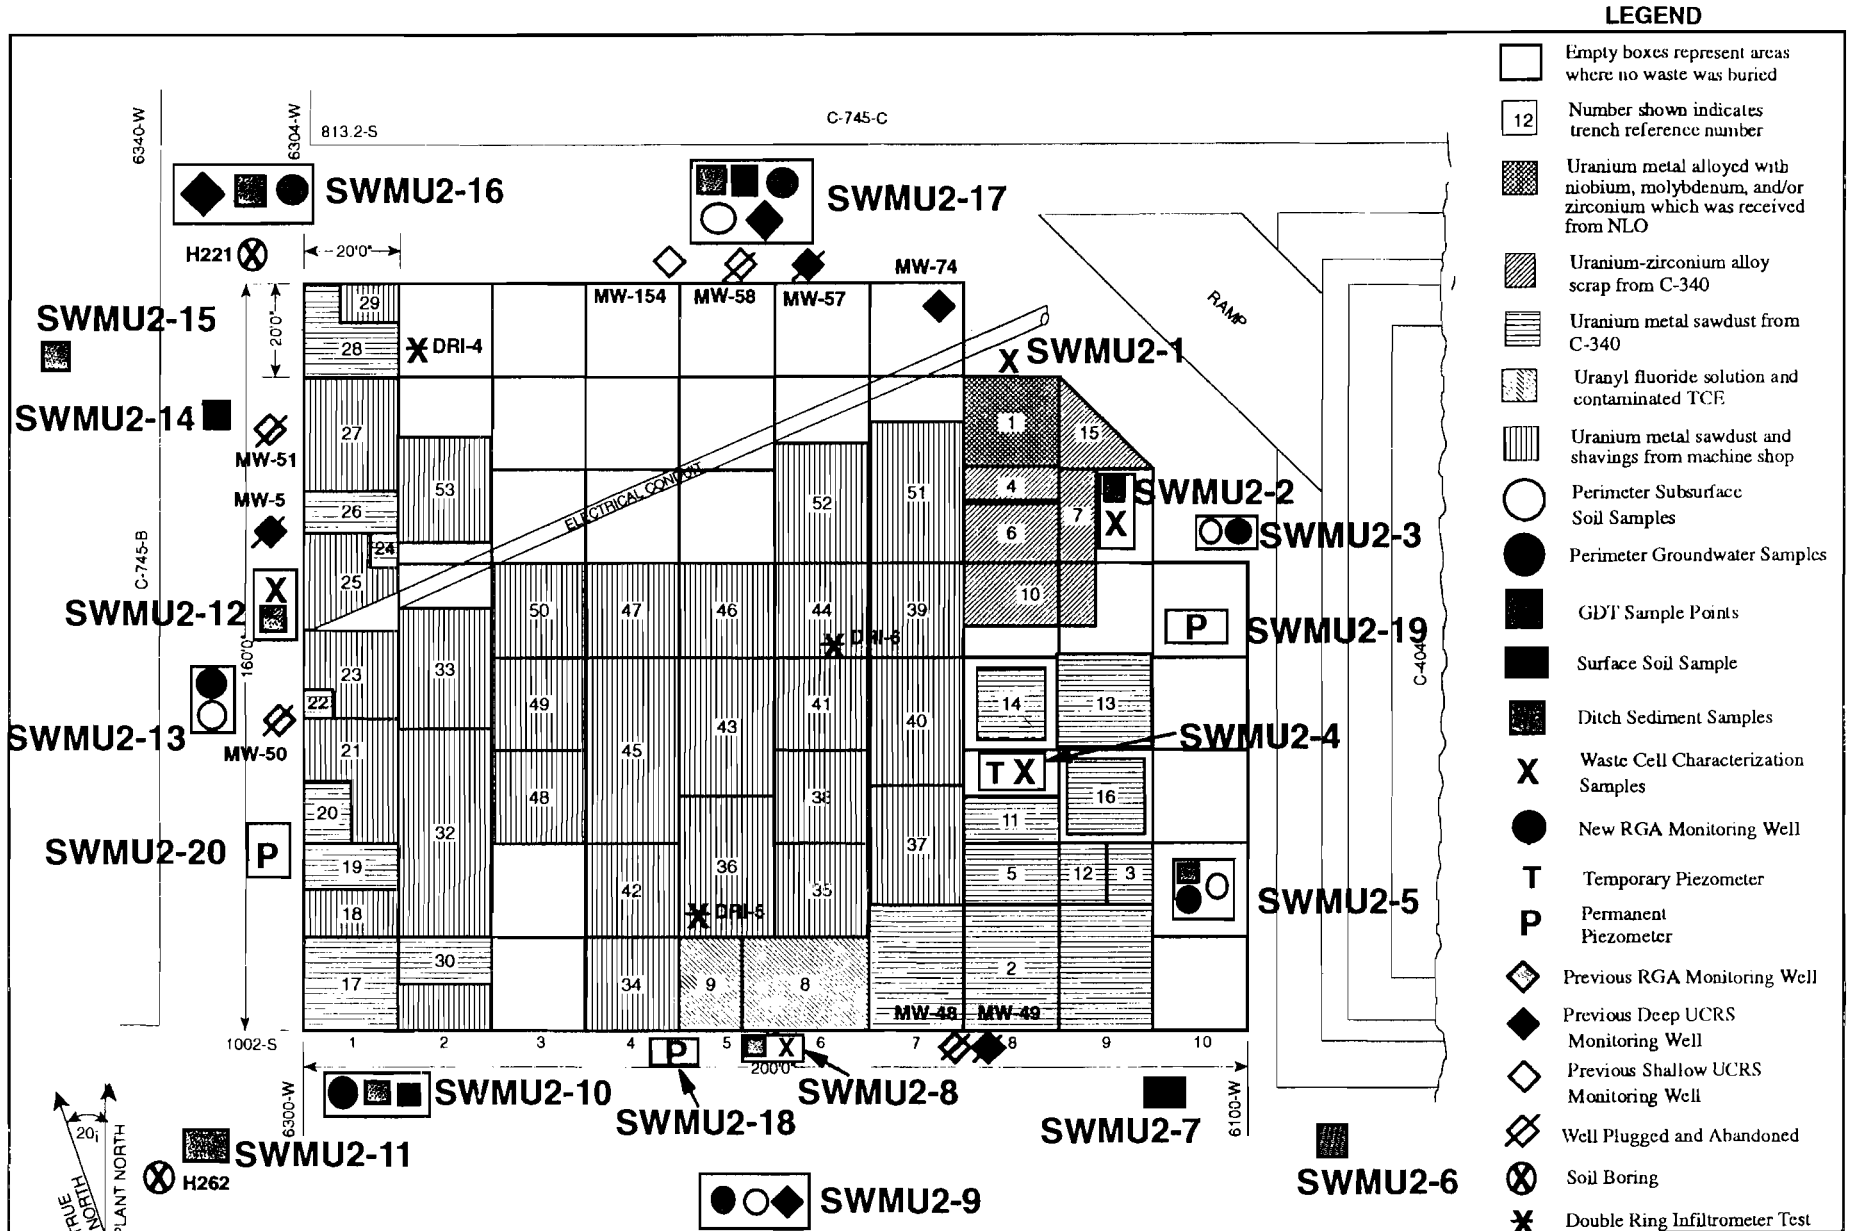 LEGEND
Empty boxes represent areas
where no waste was buried
12
Number shown indicates
trench reference number
Uranium metal alloyed with
niobium, molybdenum, and/or
zirconium which was received
from NLO
Uranium-zirconium alloy
scrap from C-340
Uranium metal sawdust from
C-340
Uranyl fluoride solution and
contaminated TCE
Uranium metal sawdust and
shavings from machine shop
Perimeter Subsurface
Soil Samples
Perimeter Groundwater Samples
GDT Sample Points
Surface Soil Sample
Ditch Sediment Samples
X
Waste Cell Characterization
Samples
New RGA Monitoring Well
T
Temporary Piezometer
P
Permanent
Piezometer
Previous RGA Monitoring Well
Previous Deep UCRS
Monitoring Well
Previous Shallow UCRS
Monitoring Well
Well Plugged and Abandoned
Soil Boring
Double Ring Infiltrometer Test
6340-W
6304-W
813.2-S
C-745-C
SWMU2-16
SWMU2-17
H221
20'0"
MW-154
MW-58
MW-57
MW-74
SWMU2-15
20'0"
29
28
DRI-4
RAMP
X
SWMU2-1
SWMU2-14
MW-51
27
53
52
51
1
15
4
7
ELECTRICAL CONDUIT
SWMU2-2
X
MW-5
26
24
6
SWMU2-3
C-745-B
X
SWMU2-12
25
50
47
46
44
39
10
P
SWMU2-19
C-404
DRI-6
160'0"
33
23
22
49
43
41
40
14
13
SWMU2-13
MW-50
21
45
SWMU2-4
T X
20
48
38
16
11
32
SWMU2-20
P
19
42
36
35
37
5
12
3
SWMU2-5
18
DRI-5
17
30
34
9
8
2
MW-48
MW-49
1002-S
1
2
3
4
5
6
7
8
9
10
P
X
200'0"
SWMU2-10
SWMU2-18
SWMU2-8
SWMU2-7
6300-W
6100-W
SWMU2-11
SWMU2-6
H262
SWMU2-9
20
TRUE
NORTH
PLANT NORTH